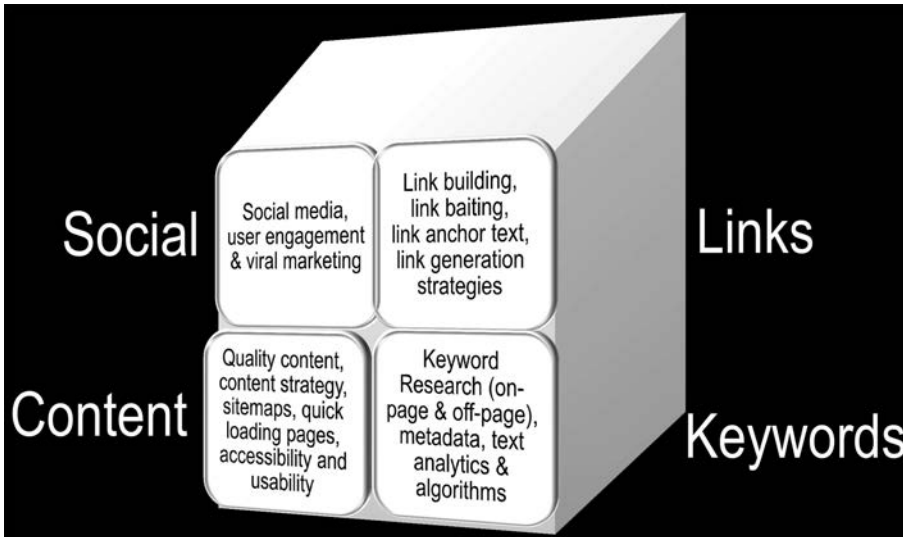 Social
Social media,
user engagement
& viral marketing
Link building,
link baiting,
link anchor text,
link generation
strategies
Links
Content
Quality content,
content strategy,
sitemaps, quick
loading pages,
accessibility and
usability
Keyword
Research (on-
page & off-page),
metadata, text
analytics &
algorithms
Keywords